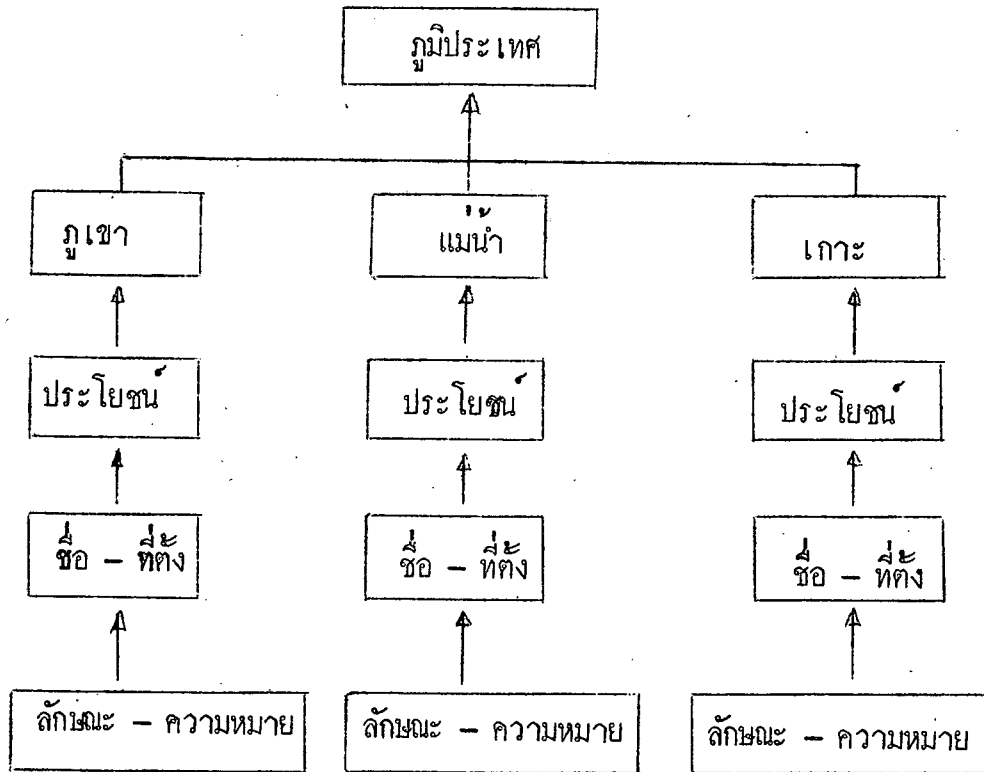 ภูมิประเทศ
ภูเขา แม่น้ำ เกาะ
ประโยชน์ ประโยชน์ ประโยชน์
ชื่อ - ที่ตั้ง ชื่อ - ที่ตั้ง ชื่อ - ที่ตั้ง
ลักษณะ - ความหมาย ลักษณะ - ความหมาย ลักษณะ - ความหมาย